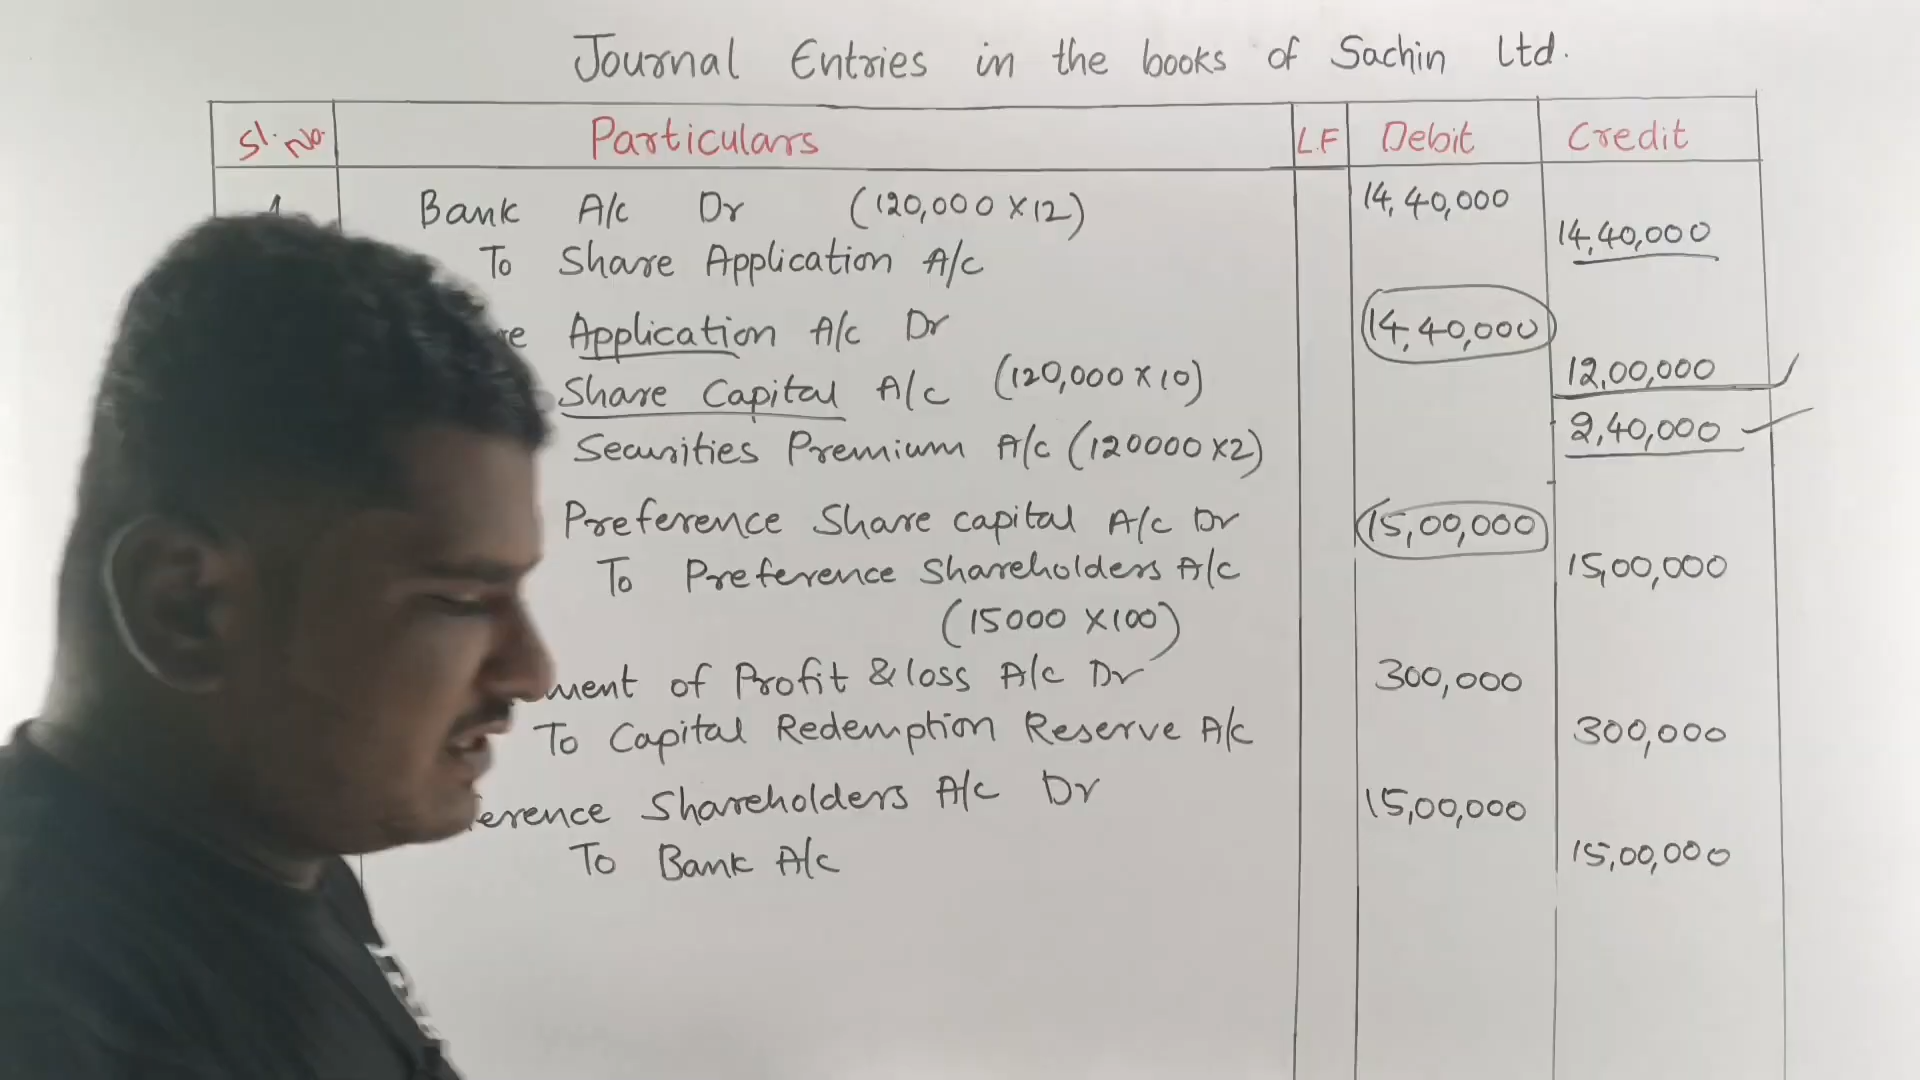 Journal Entries in the books of Sachin Ltd.
Sl. No. Particulars L.F Debit Credit
Bank A/c Dr (120,000 × 12) 14,40,000
To Share Application A/c 14,40,000
Application A/c Dr 14,40,000
Share Capital A/c (120,000 × 10) 12,00,000
Securities Premium A/c (120000 × 2) 2,40,000
Preference Share capital A/c Dr 15,00,000
To Preference Shareholders A/c 15,00,000
(15000 × 100)
of Profit & loss A/c Dr 300,000
To Capital Redemption Reserve A/c 300,000
Shareholders A/c Dr 15,00,000
To Bank A/c 15,00,000